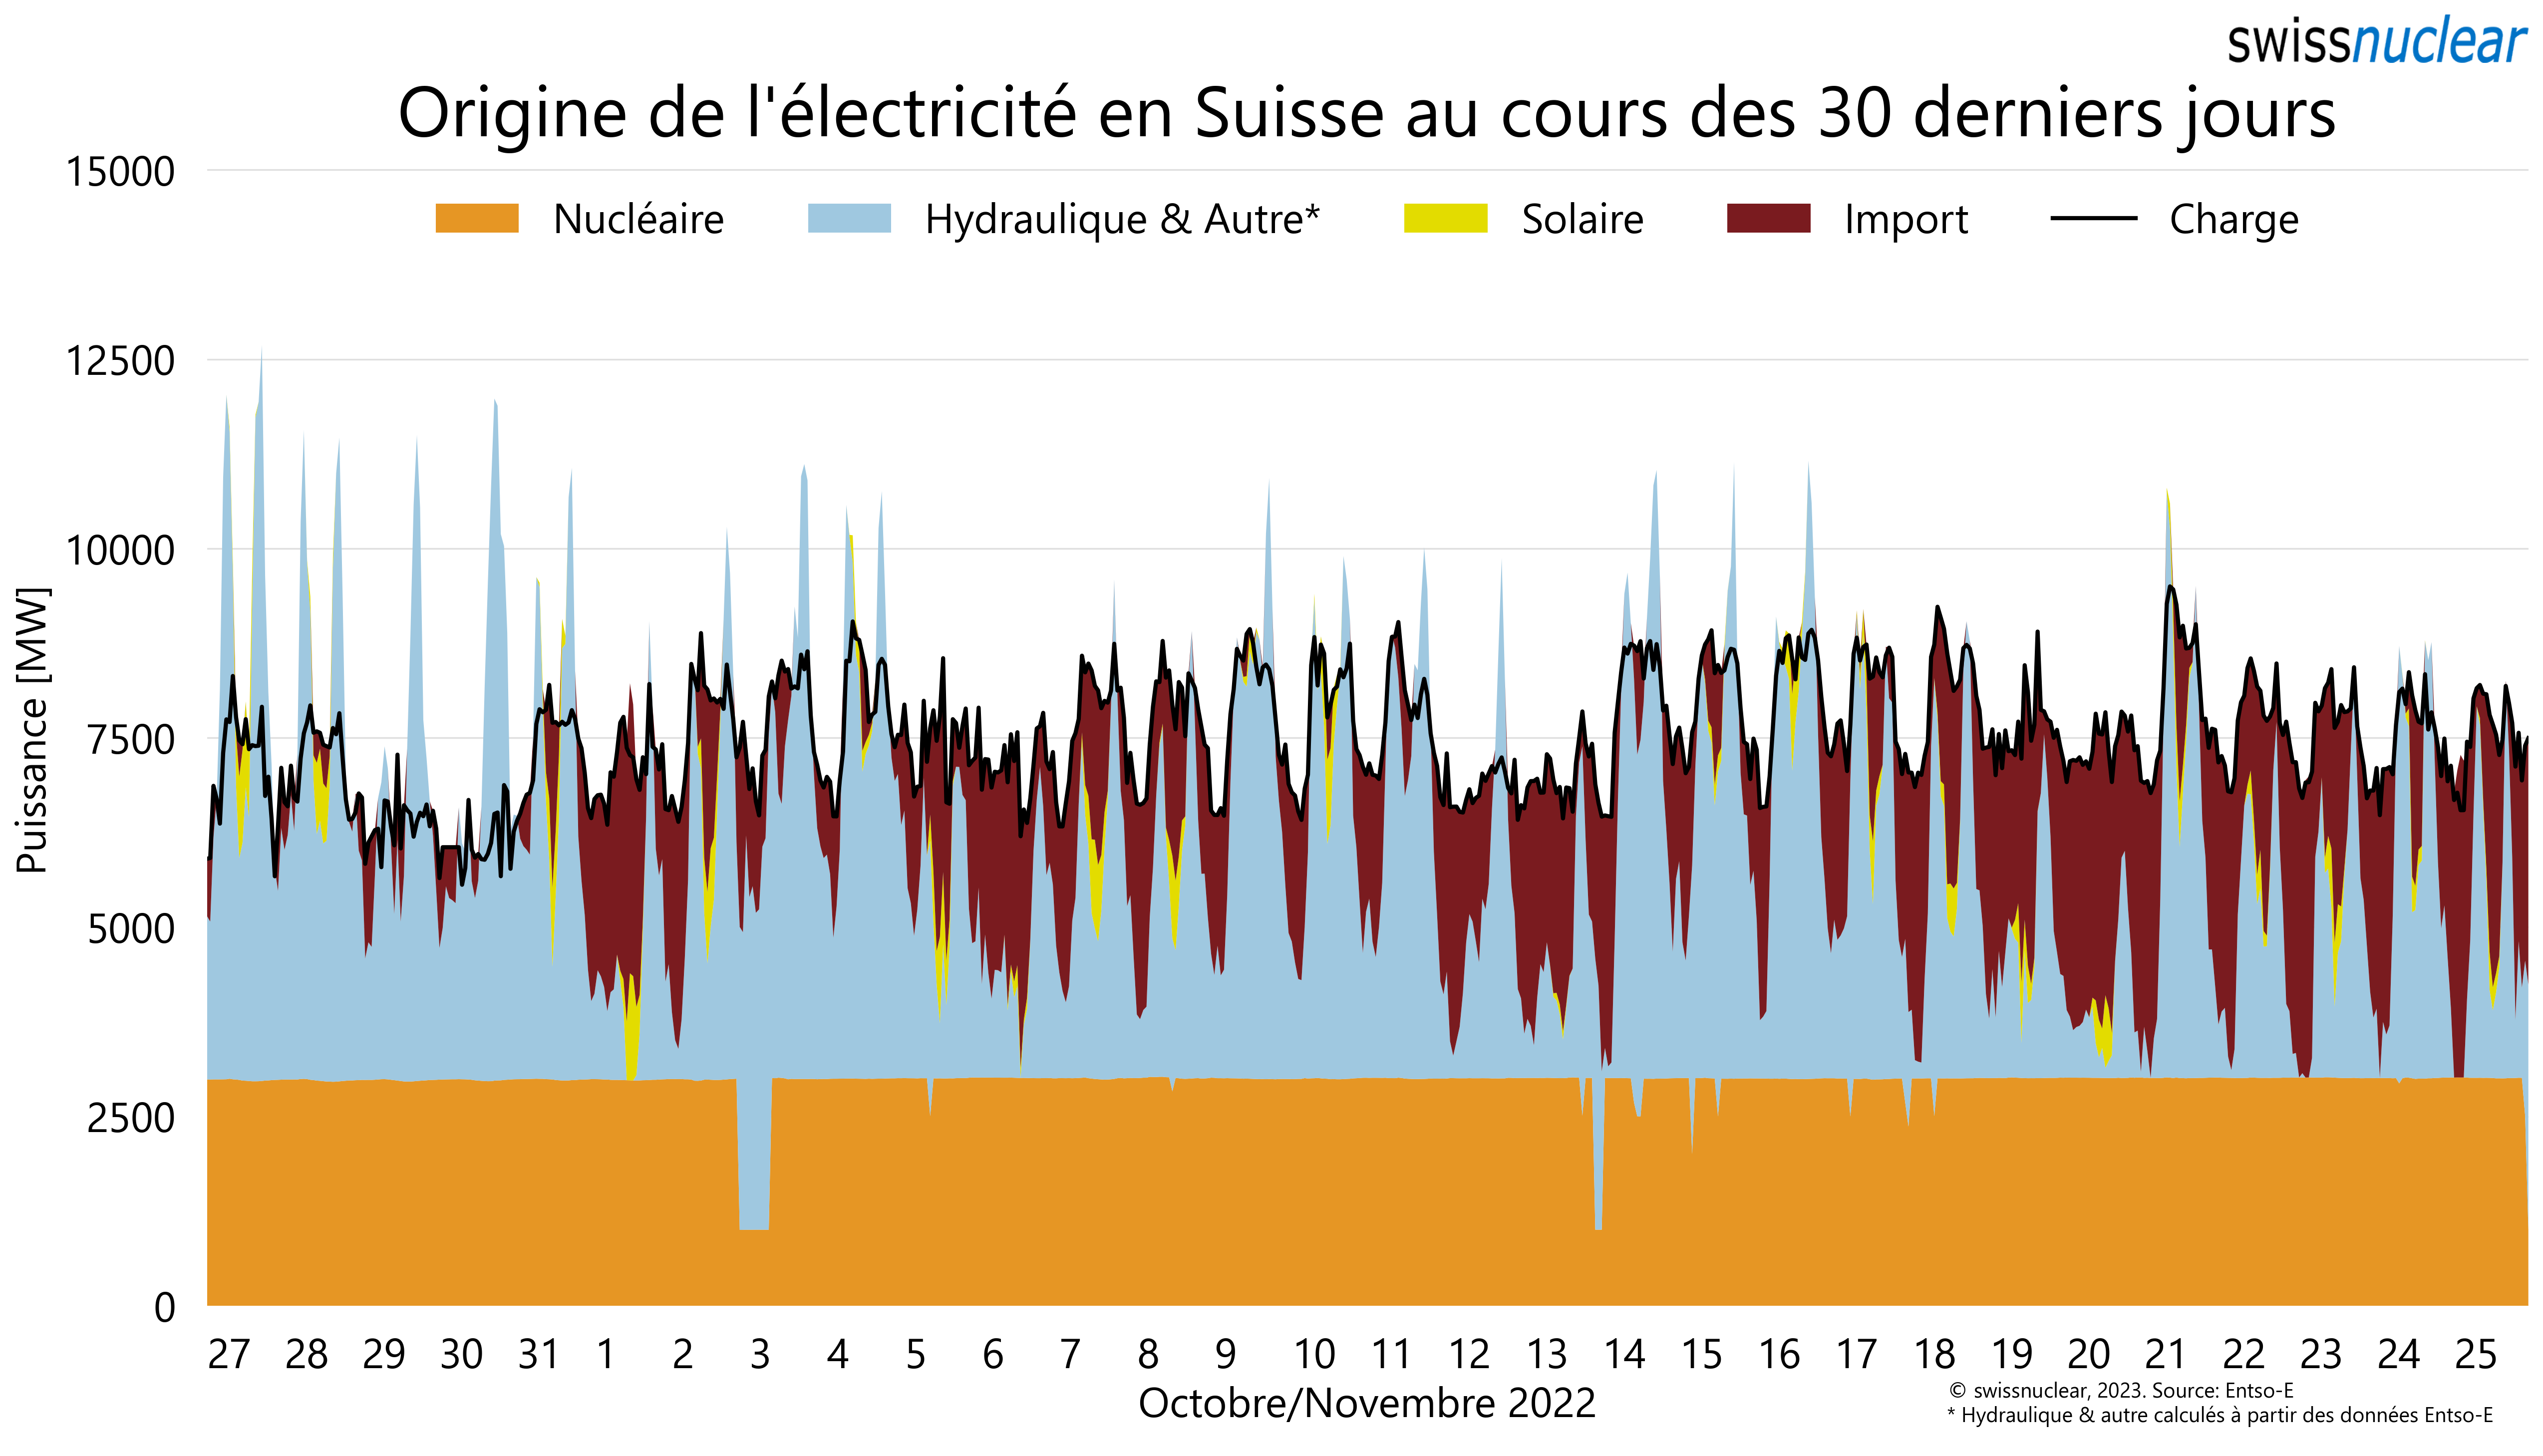 swissnuclear
Origine de l'électricité en Suisse au cours des 30 derniers jours
15000
Nucléaire Hydraulique & Autre* Solaire Import Charge
12500
10000
7500
5000
2500
0
Puissance [MW]
27 28 29 30 31 1 2 3 4 5 6 7 8 9 10 11 12 13 14 15 16 17 18 19 20 21 22 23 24 25
Octobre/Novembre 2022
© swissnuclear, 2023. Source: Entso-E
* Hydraulique & autre calculés à partir des données Entso-E